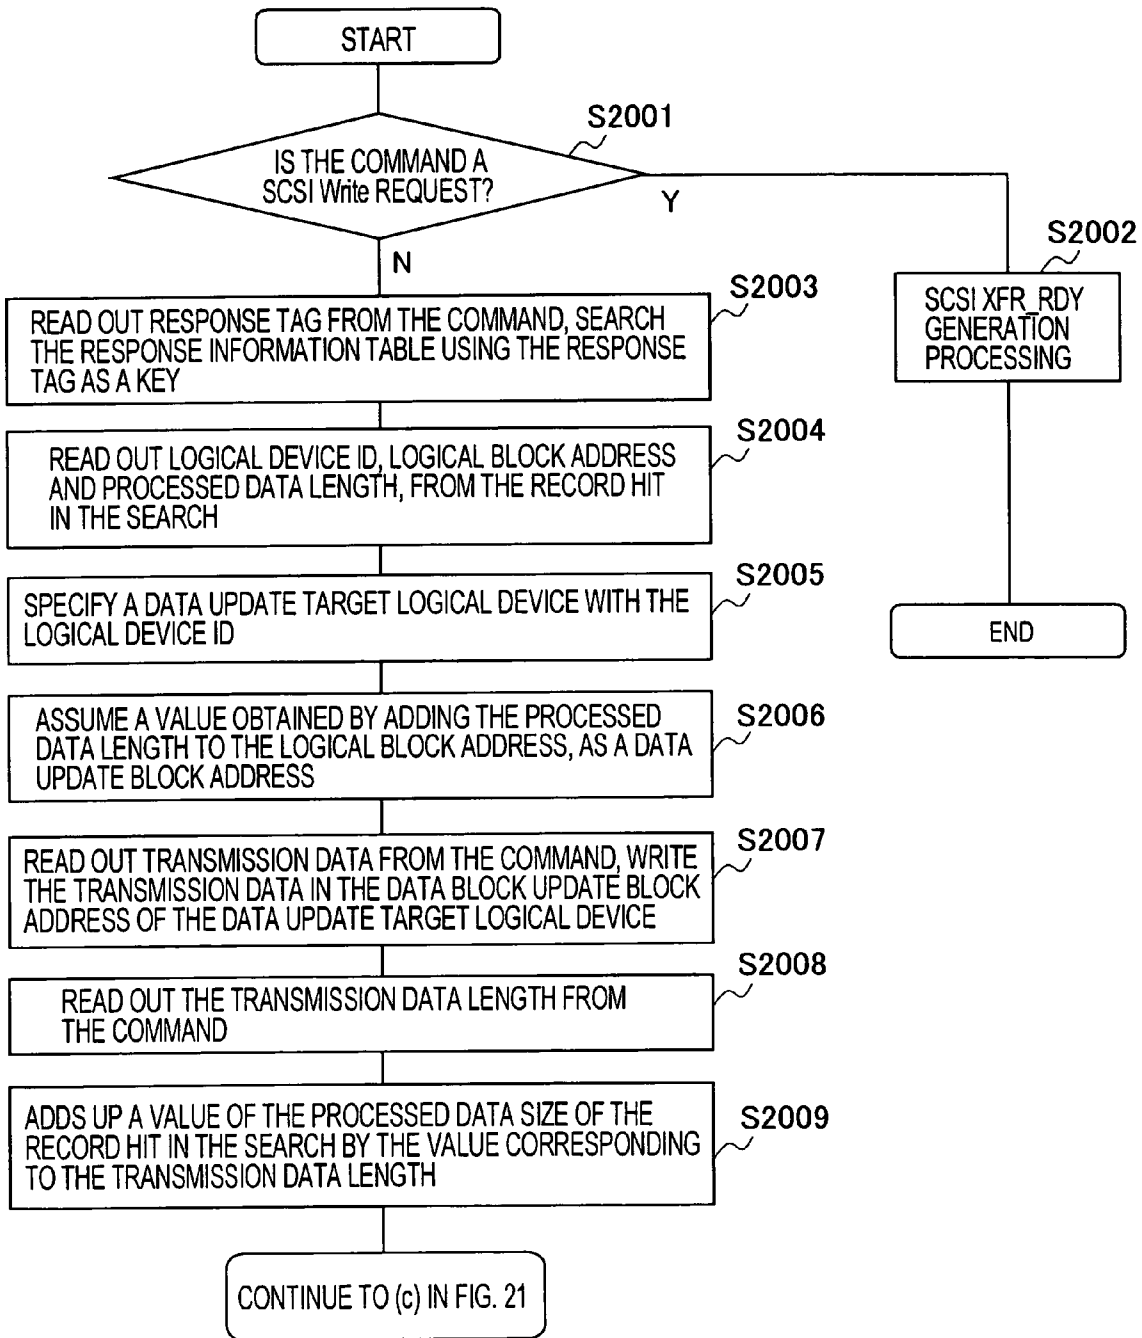 START
S2001
IS THE COMMAND A
SCSI Write REQUEST?
Y
N
S2002
SCSI XFR_RDY
GENERATION
PROCESSING
END
S2003
READ OUT RESPONSE TAG FROM THE COMMAND, SEARCH
THE RESPONSE INFORMATION TABLE USING THE RESPONSE
TAG AS A KEY
S2004
READ OUT LOGICAL DEVICE ID, LOGICAL BLOCK ADDRESS
AND PROCESSED DATA LENGTH, FROM THE RECORD HIT
IN THE SEARCH
S2005
SPECIFY A DATA UPDATE TARGET LOGICAL DEVICE WITH THE
LOGICAL DEVICE ID
S2006
ASSUME A VALUE OBTAINED BY ADDING THE PROCESSED
DATA LENGTH TO THE LOGICAL BLOCK ADDRESS, AS A DATA
UPDATE BLOCK ADDRESS
S2007
READ OUT TRANSMISSION DATA FROM THE COMMAND, WRITE
THE TRANSMISSION DATA IN THE DATA BLOCK UPDATE BLOCK
ADDRESS OF THE DATA UPDATE TARGET LOGICAL DEVICE
S2008
READ OUT THE TRANSMISSION DATA LENGTH FROM
THE COMMAND
S2009
ADDS UP A VALUE OF THE PROCESSED DATA SIZE OF THE
RECORD HIT IN THE SEARCH BY THE VALUE CORRESPONDING
TO THE TRANSMISSION DATA LENGTH
CONTINUE TO (c) IN FIG. 21